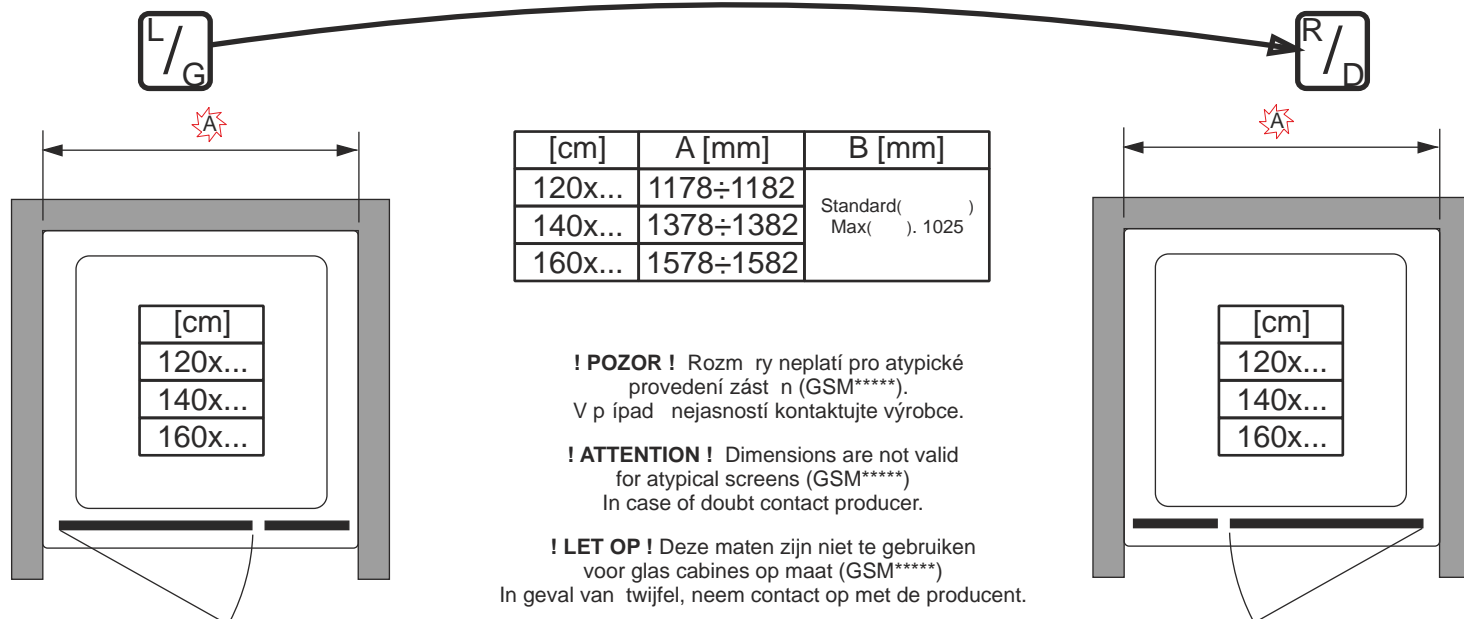 L/G
R/D
A
A
[cm] A [mm] B [mm]
120x... 1178÷1182
140x... 1378÷1382
160x... 1578÷1582
Standard( )
Max( ). 1025
[cm]
120x...
140x...
160x...
[cm]
120x...
140x...
160x...
! POZOR ! Rozm ry neplatí pro atypické
provedení zást n (GSM*****).
V p ípad nejasností kontaktujte výrobce.
! ATTENTION ! Dimensions are not valid
for atypical screens (GSM*****)
In case of doubt contact producer.
! LET OP ! Deze maten zijn niet te gebruiken
voor glas cabines op maat (GSM*****)
In geval van twijfel, neem contact op met de producent.